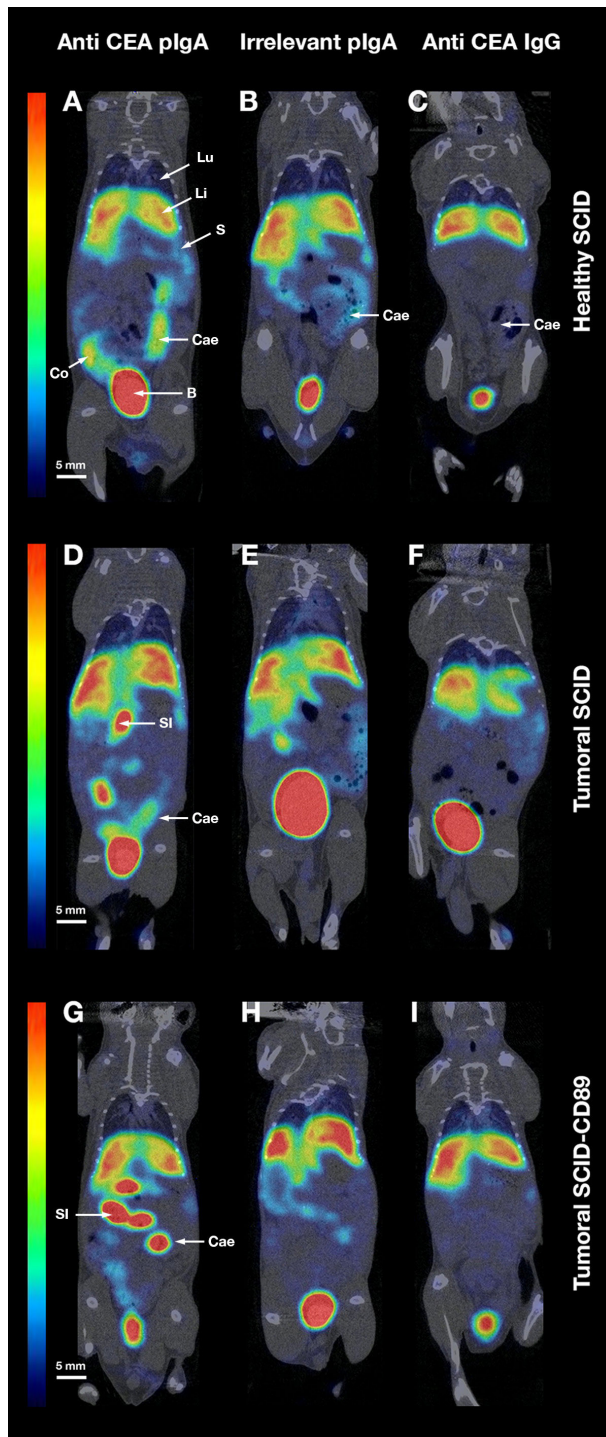 Anti CEA pIgA Irrelevant pIgA Anti CEA IgG
A B C
Lu
Li
S
Cae
Cae
Cae
Co
B
5 mm
Healthy SCID
D E F
SI
Cae
5 mm
Tumoral SCID
G H I
SI
Cae
5 mm
Tumoral SCID-CD89